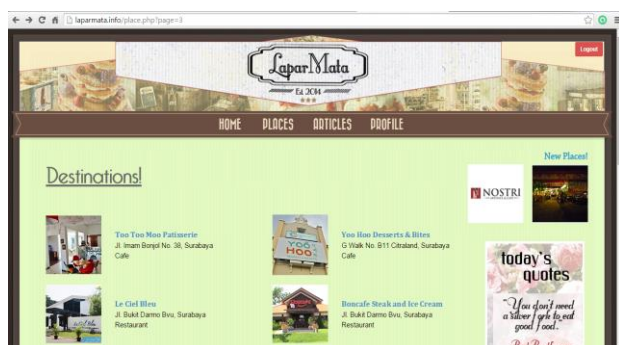 laparmata.info/place.php?page=3
Logout
LaparMata
Est. 2014
HOME PLACES ARTICLES PROFILE
Destinations!
Too Too Moo Patisserie
Jl. Imam Bonjol No. 38, Surabaya
Cafe
YOO
HOO
Yoo Hoo Desserts & Bites
G Walk No. B11 Citraland, Surabaya
Cafe
Le Ciel Bleu
Jl. Bukit Darmo Bvu, Surabaya
Restaurant
Boncafe Steak and Ice Cream
Jl. Bukit Darmo Bvu, Surabaya
Restaurant
New Places!
NOSTRI
today's
quotes
"You don't need
a silver fork to eat
good food."